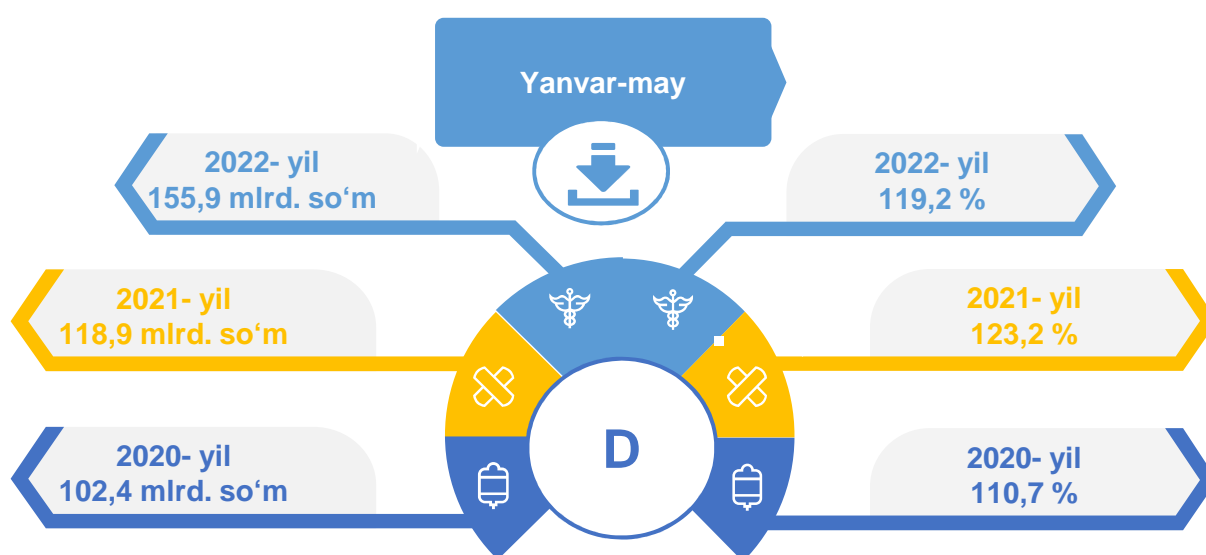 Yanvar-may
2022- yil
155,9 mlrd. so‘m
2022- yil
119,2 %
2021- yil
118,9 mlrd. so‘m
2021- yil
123,2 %
D
2020- yil
102,4 mlrd. so‘m
2020- yil
110,7 %